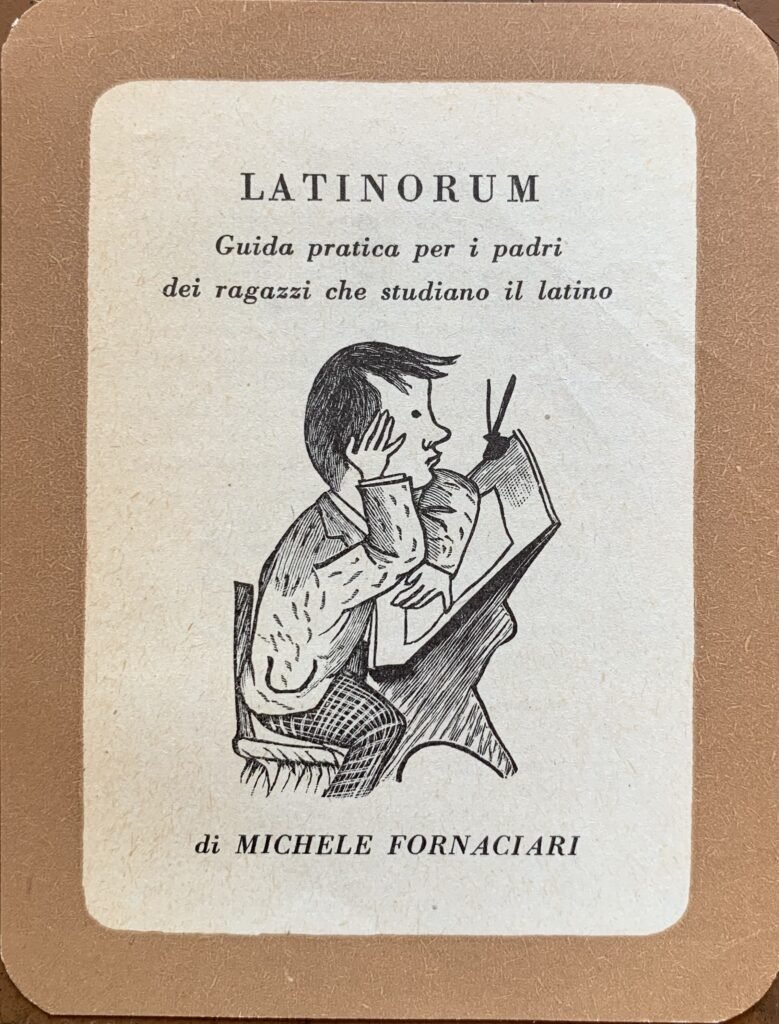 LATINORUM
Guida pratica per i padri
dei ragazzi che studiano il latino
di MICHELE FORNACIARI